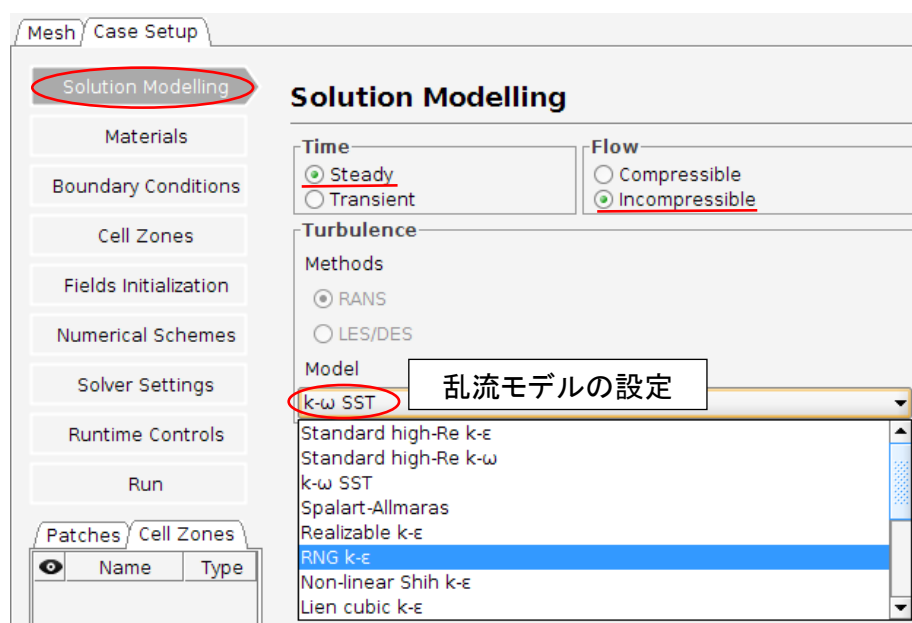 Mesh
Case Setup
Solution Modelling
Materials
Boundary Conditions
Cell Zones
Fields Initialization
Numerical Schemes
Solver Settings
Runtime Controls
Run
Patches
Cell Zones
Name
Type
Solution Modelling
Time
Steady
Transient
Flow
Compressible
Incompressible
Turbulence
Methods
RANS
LES/DES
Model
乱流モデルの設定
k-ω SST
Standard high-Re k-ε
Standard high-Re k-ω
k-ω SST
Spalart-Allmaras
Realizable k-ε
RNG k-ε
Non-linear Shih k-ε
Lien cubic k-ε